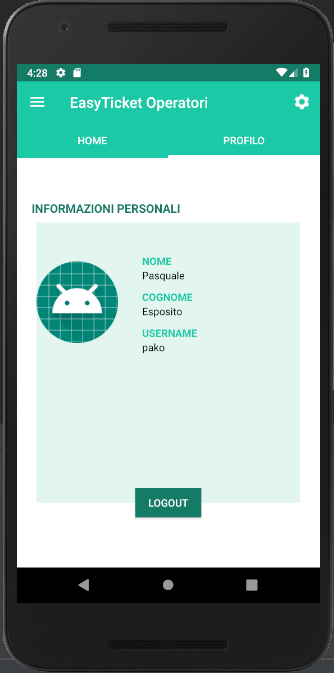 4:28
EasyTicket Operatori
HOME PROFILO
INFORMAZIONI PERSONALI
NOME
Pasquale
COGNOME
Esposito
USERNAME
pako
LOGOUT